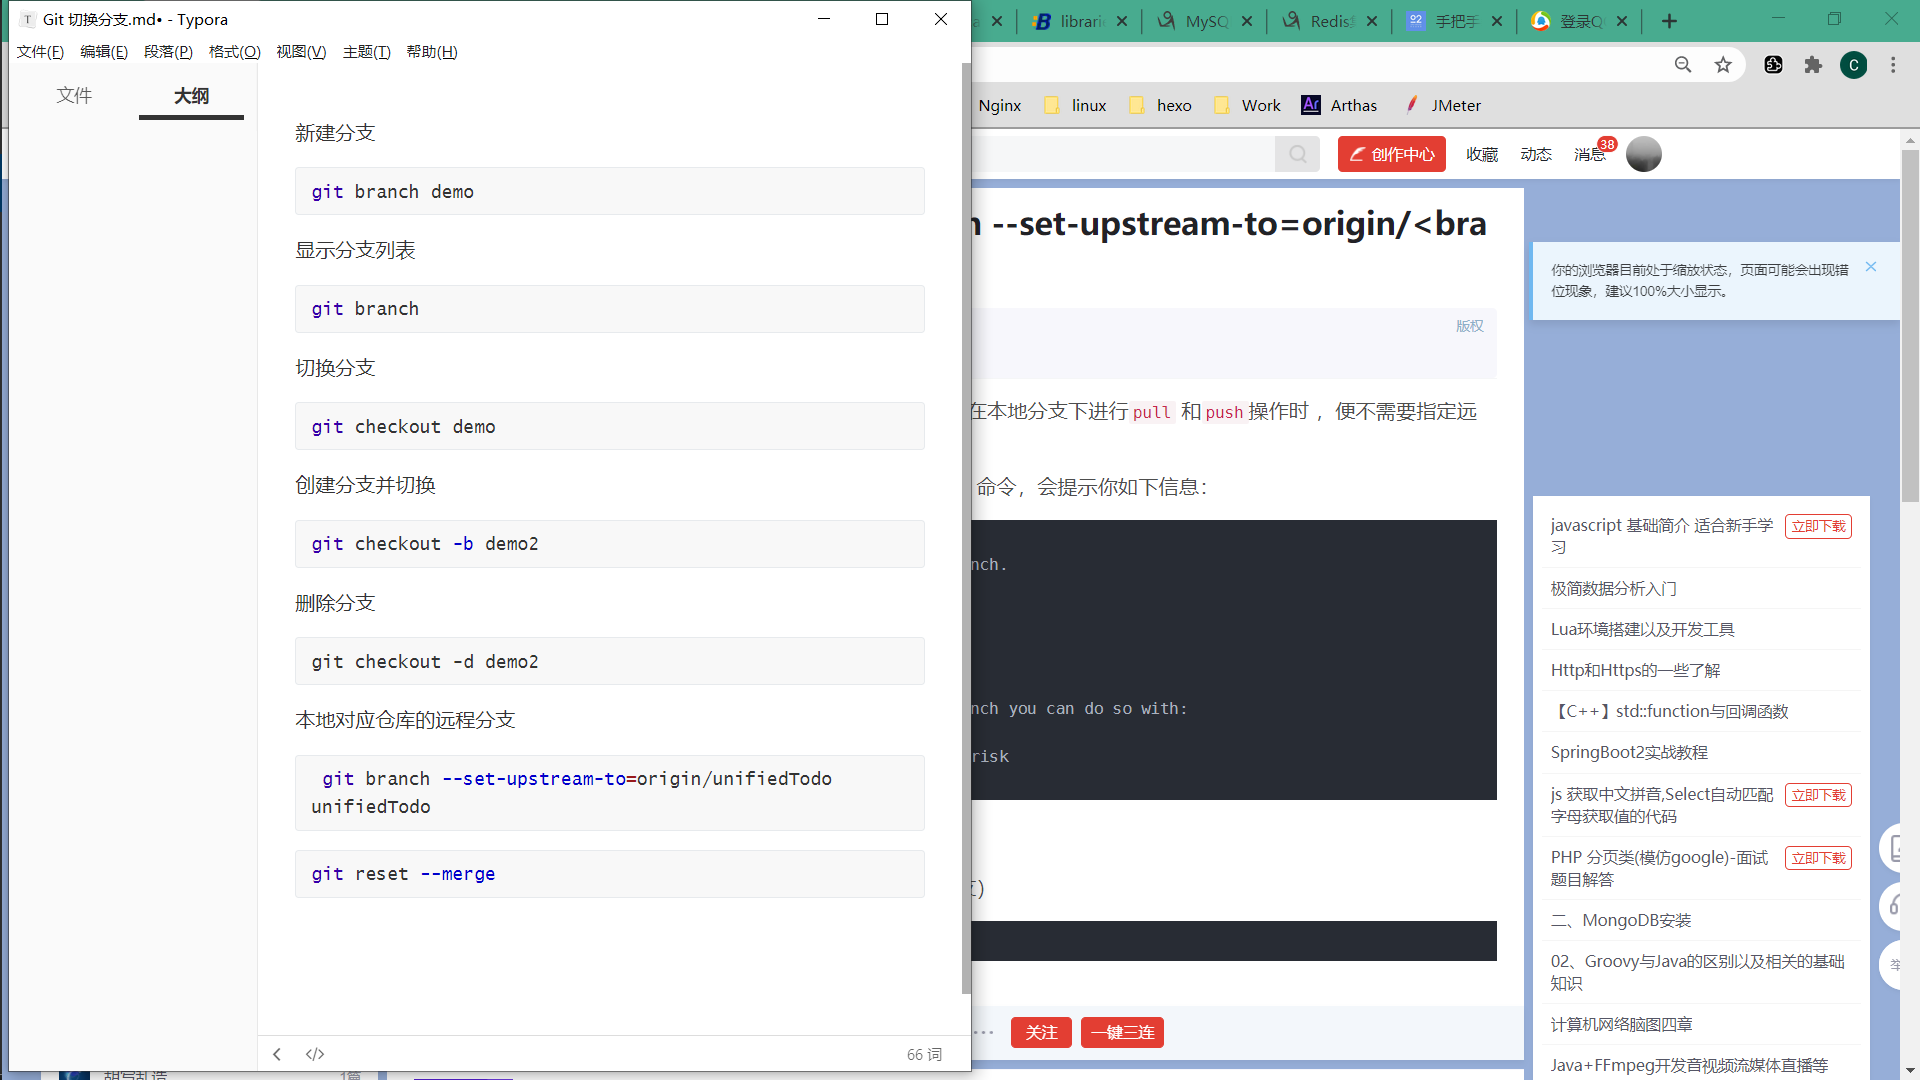 Git 切换分支.md• - Typora
文件(F) 编辑(E) 段落(P) 格式(O) 视图(V) 主题(T) 帮助(H)
文件 大纲
新建分支
git branch demo
显示分支列表
git branch
切换分支
git checkout demo
创建分支并切换
git checkout -b demo2
删除分支
git checkout -d demo2
本地对应仓库的远程分支
git branch --set-upstream-to=origin/unifiedTodo
unifiedTodo
git reset --merge
66 词
MySQ
Redis
手把手
登录Q
C
Nginx linux hexo Work Ar Arthas JMeter
创作中心 收藏 动态 消息 38
--set-upstream-to=origin/<bra
版权
在本地分支下进行 pull 和 push 操作时 ，便不需要指定远
命令，会提示你如下信息：
nch.
nch you can do so with:
risk
关注 一键三连
你的浏览器目前处于缩放状态，页面可能会出现错
位现象，建议100%大小显示。
javascript 基础简介 适合新手学 立即下载
习
极简数据分析入门
Lua环境搭建以及开发工具
Http和Https的一些了解
【C++】std::function与回调函数
SpringBoot2实战教程
js 获取中文拼音,Select自动匹配 立即下载
字母获取值的代码
PHP 分页类(模仿google)-面试 立即下载
题目解答
二、MongoDB安装
02、Groovy与Java的区别以及相关的基础
知识
计算机网络脑图四章
Java+FFmpeg开发音视频流媒体直播等